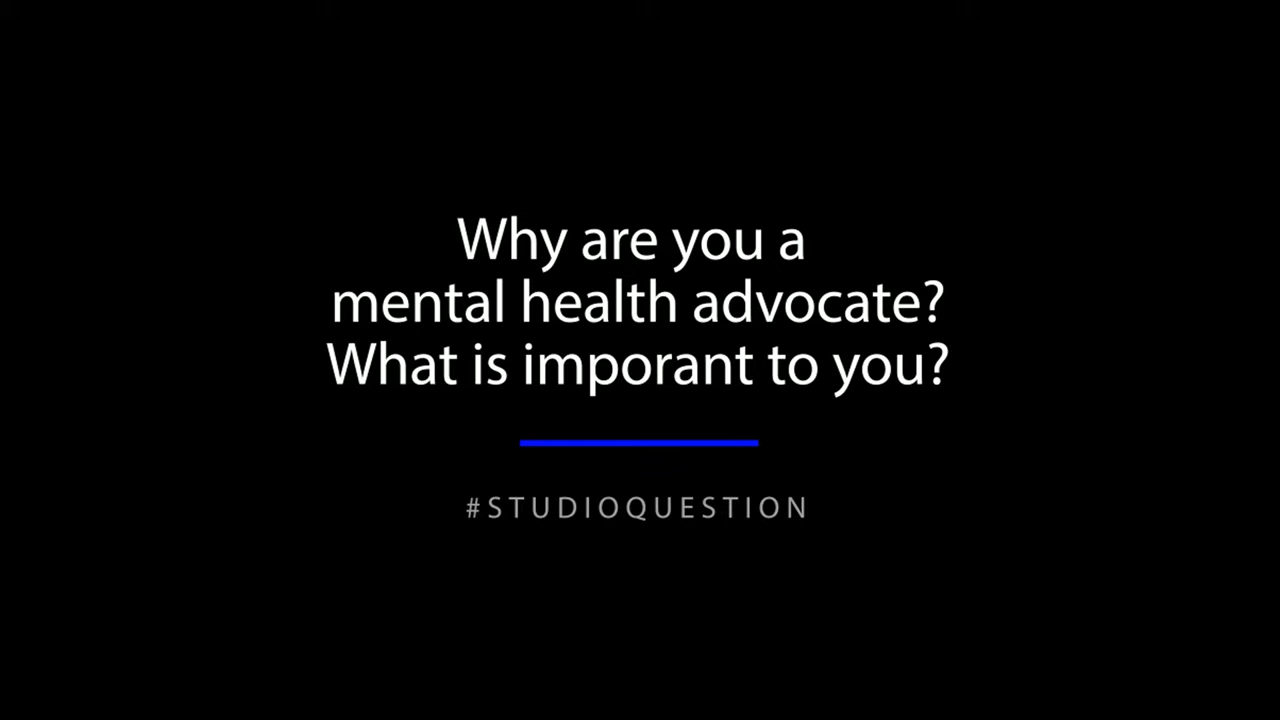 Why are you a
mental health advocate?
What is imporant to you?
#STUDIOQUESTION